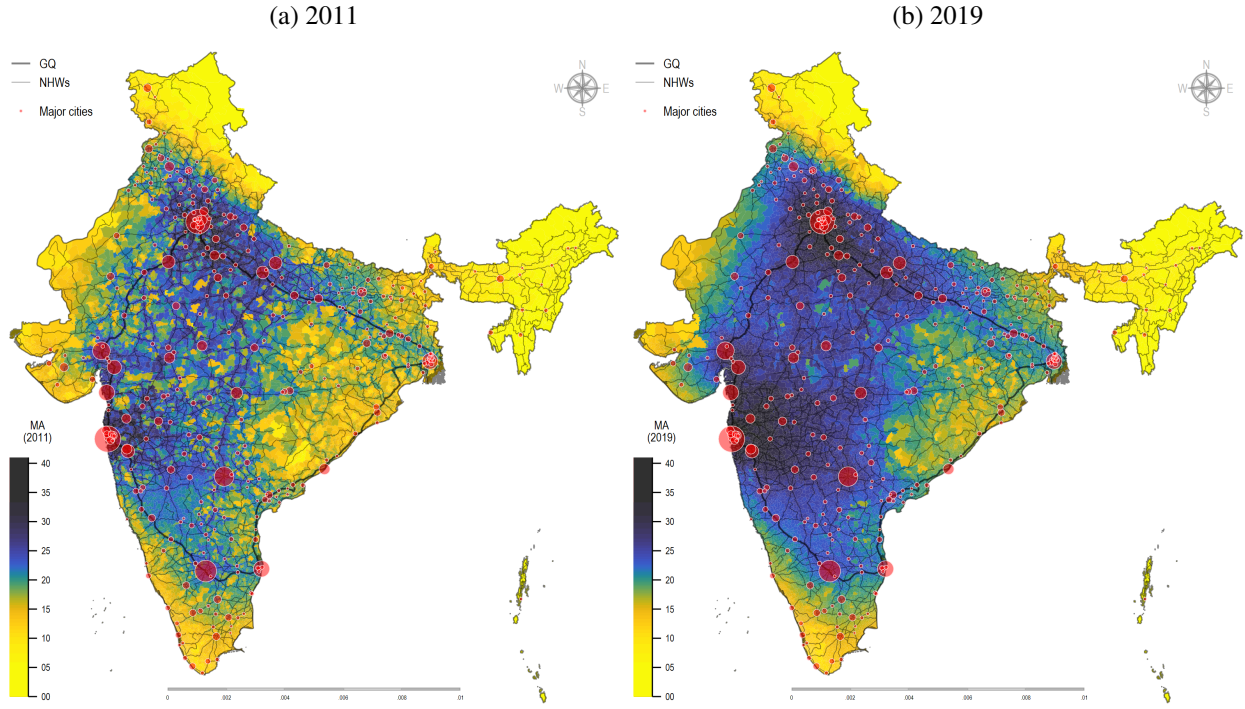 (a) 2011
(b) 2019
GQ
NHWs
Major cities
N
W E
S
MA
(2011)
40
35
30
25
20
15
10
05
00
0 .002 .004 .006 .008 .01
GQ
NHWs
Major cities
N
W E
S
MA
(2019)
40
35
30
25
20
15
10
05
00
0 .002 .004 .006 .008 .01